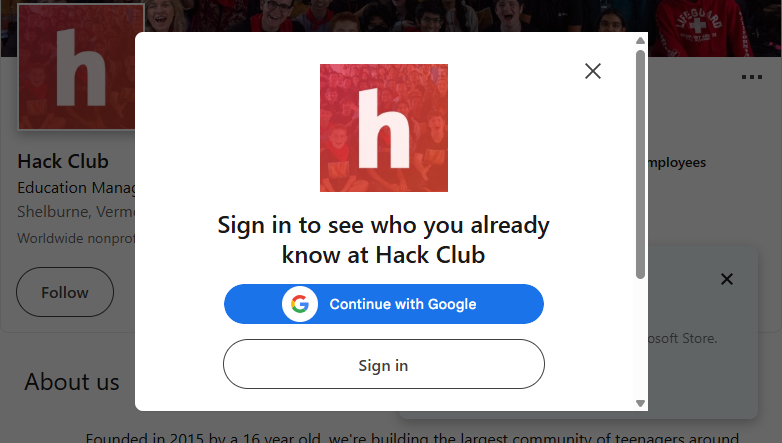 LIFEGUARD
h
h
Hack Club
Education Manag
Shelburne, Verm
Worldwide nonprof
Follow
mployees
Sign in to see who you already
know at Hack Club
Continue with Google
Sign in
osoft Store.
About us
Founded in 2015 by a 16 year old, we're building the largest community of teenagers around